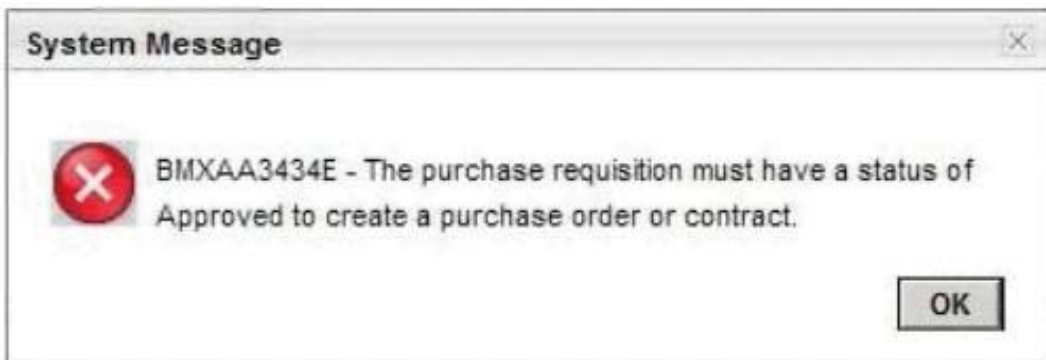 System Message
BMXAA3434E - The purchase requisition must have a status of
Approved to create a purchase order or contract.
OK